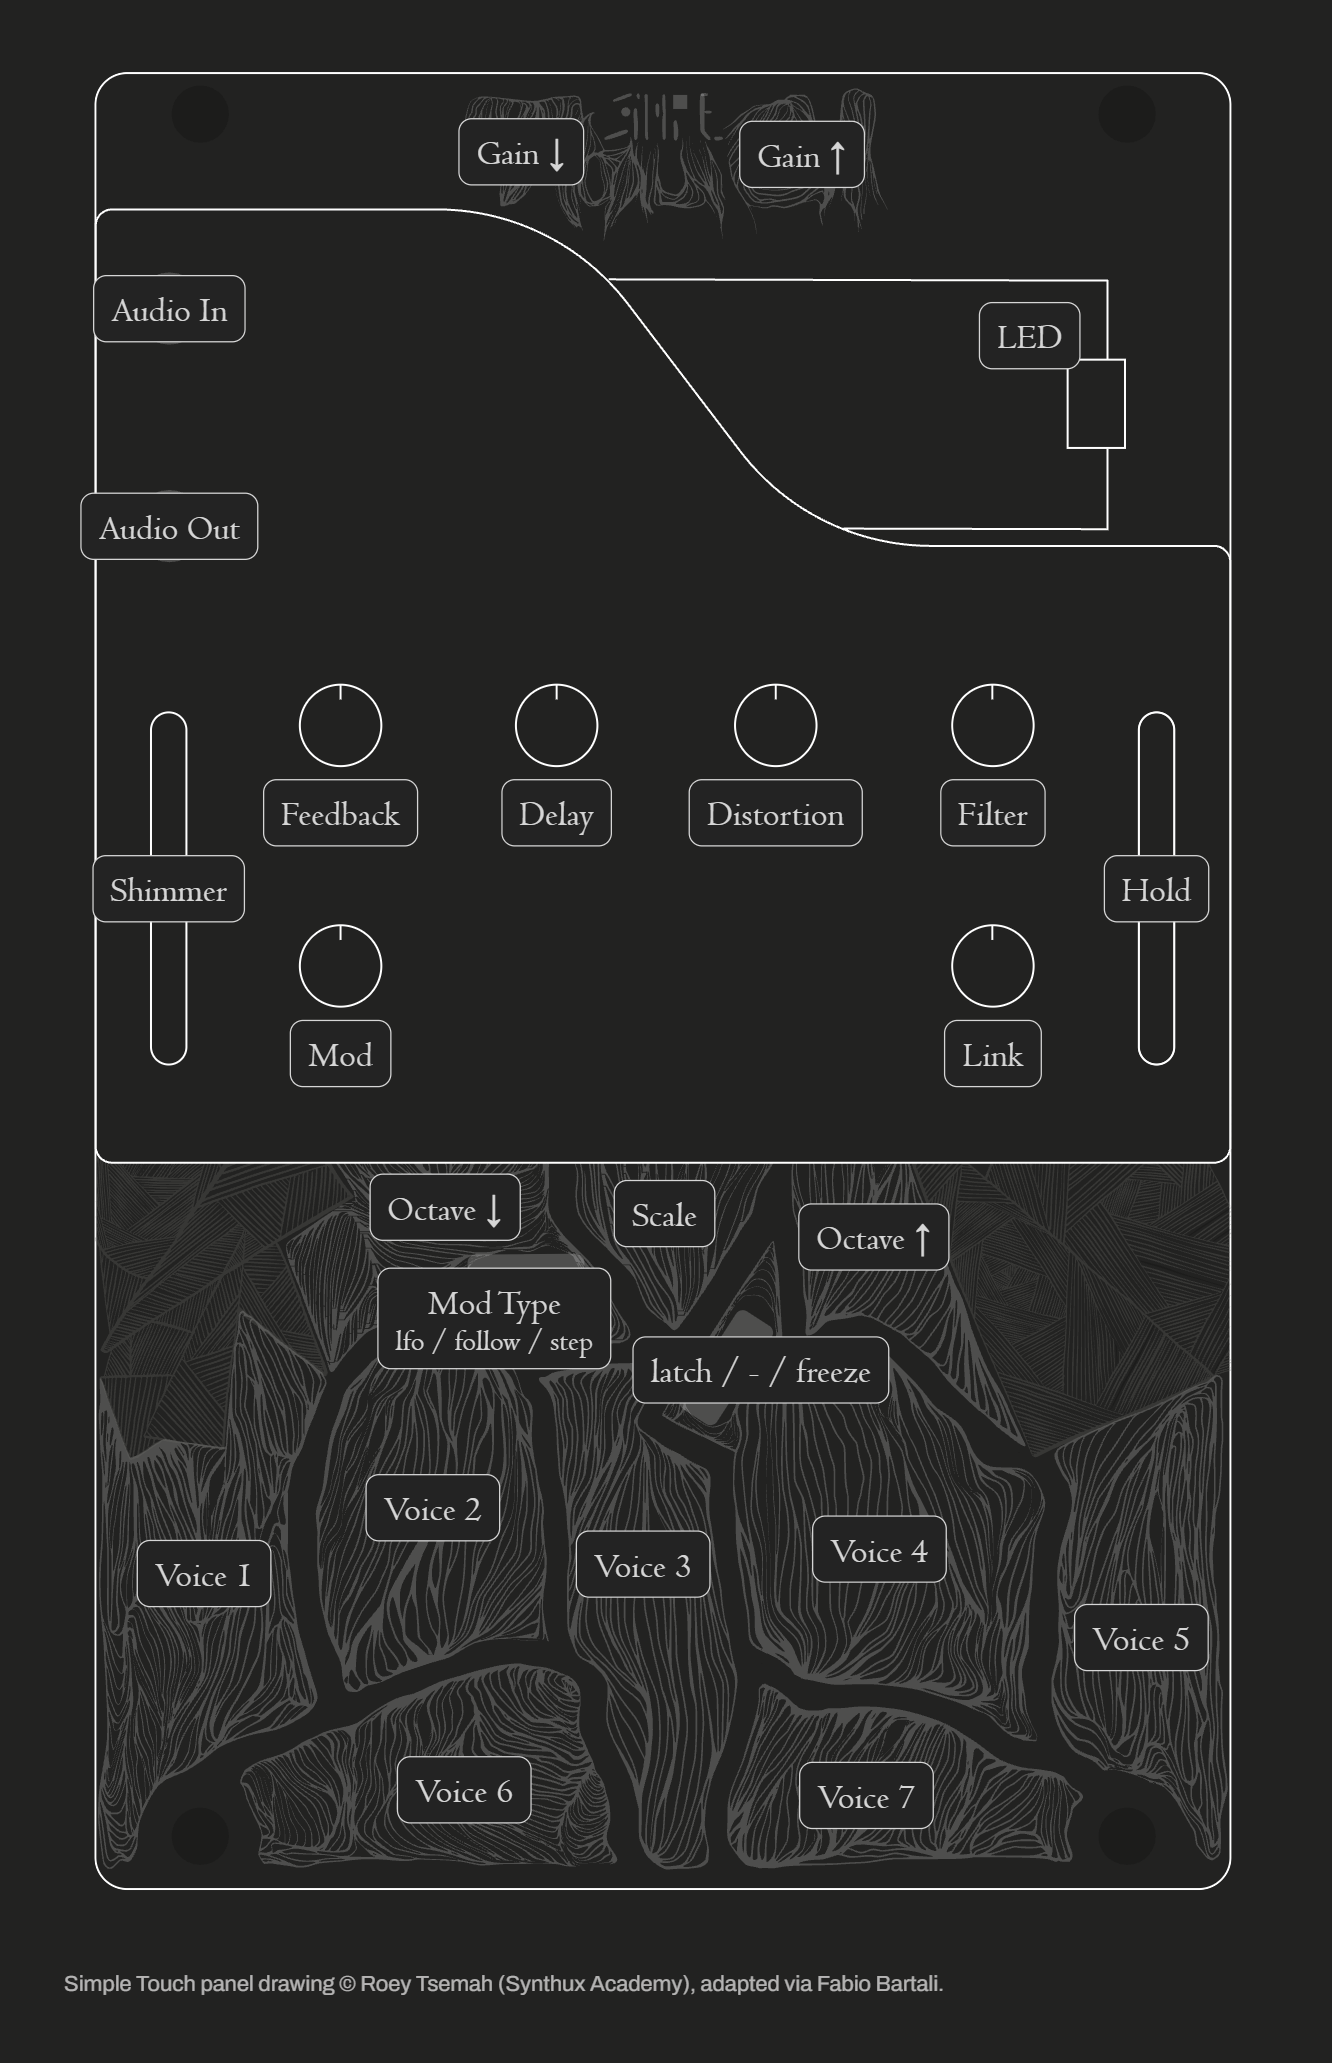 Gain ↓
Gain ↑
Audio In
LED
Audio Out
Feedback
Delay
Distortion
Filter
Shimmer
Hold
Mod
Link
Octave ↓
Scale
Octave ↑
Mod Type
lfo / follow / step
latch / - / freeze
Voice 2
Voice 3
Voice 4
Voice 1
Voice 5
Voice 6
Voice 7
Simple Touch panel drawing © Roey Tsemah (Synthux Academy), adapted via Fabio Bartali.